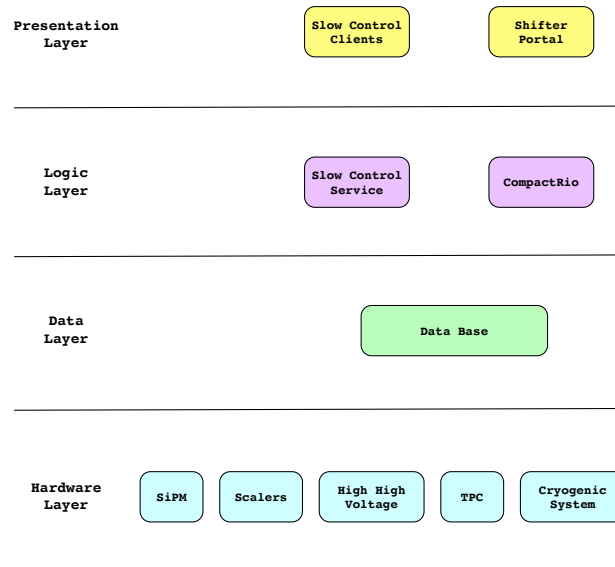 Presentation
Layer
Slow Control
Clients
Shifter
Portal
Logic
Layer
Slow Control
Service
CompactRio
Data
Layer
Data Base
Hardware
Layer
SiPM
Scalers
High High
Voltage
TPC
Cryogenic
System